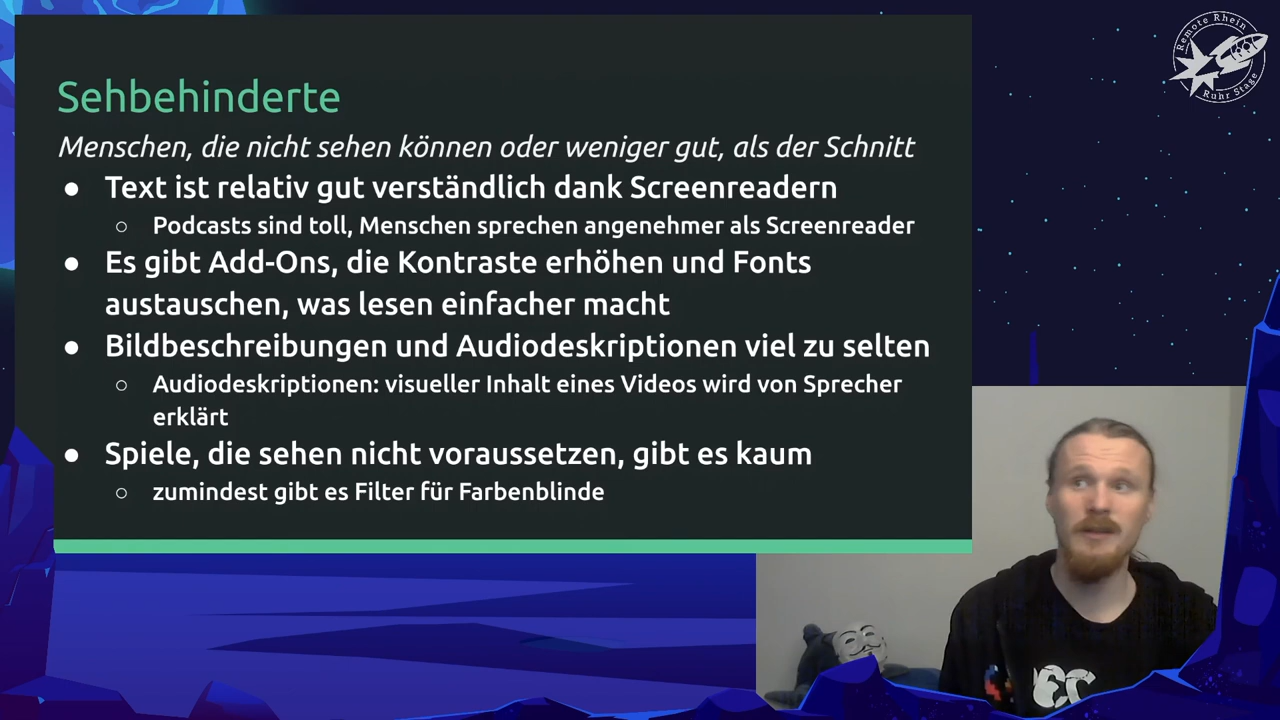 Remote Rhein
Ruhr Stage
Sehbehinderte
Menschen, die nicht sehen können oder weniger gut, als der Schnitt
● Text ist relativ gut verständlich dank Screenreadern
○ Podcasts sind toll, Menschen sprechen angenehmer als Screenreader
● Es gibt Add-Ons, die Kontraste erhöhen und Fonts
austauschen, was lesen einfacher macht
● Bildbeschreibungen und Audiodeskriptionen viel zu selten
○ Audiodeskriptionen: visueller Inhalt eines Videos wird von Sprecher
erklärt
● Spiele, die sehen nicht voraussetzen, gibt es kaum
○ zumindest gibt es Filter für Farbenblinde